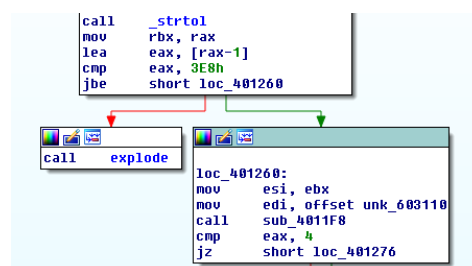 call _strtol
mov rbx, rax
lea eax, [rax-1]
cmp eax, 3E8h
jbe short loc_401260
call explode
loc_401260:
mov esi, ebx
mov edi, offset unk_603110
call sub_4011F8
cmp eax, 4
jz short loc_401276